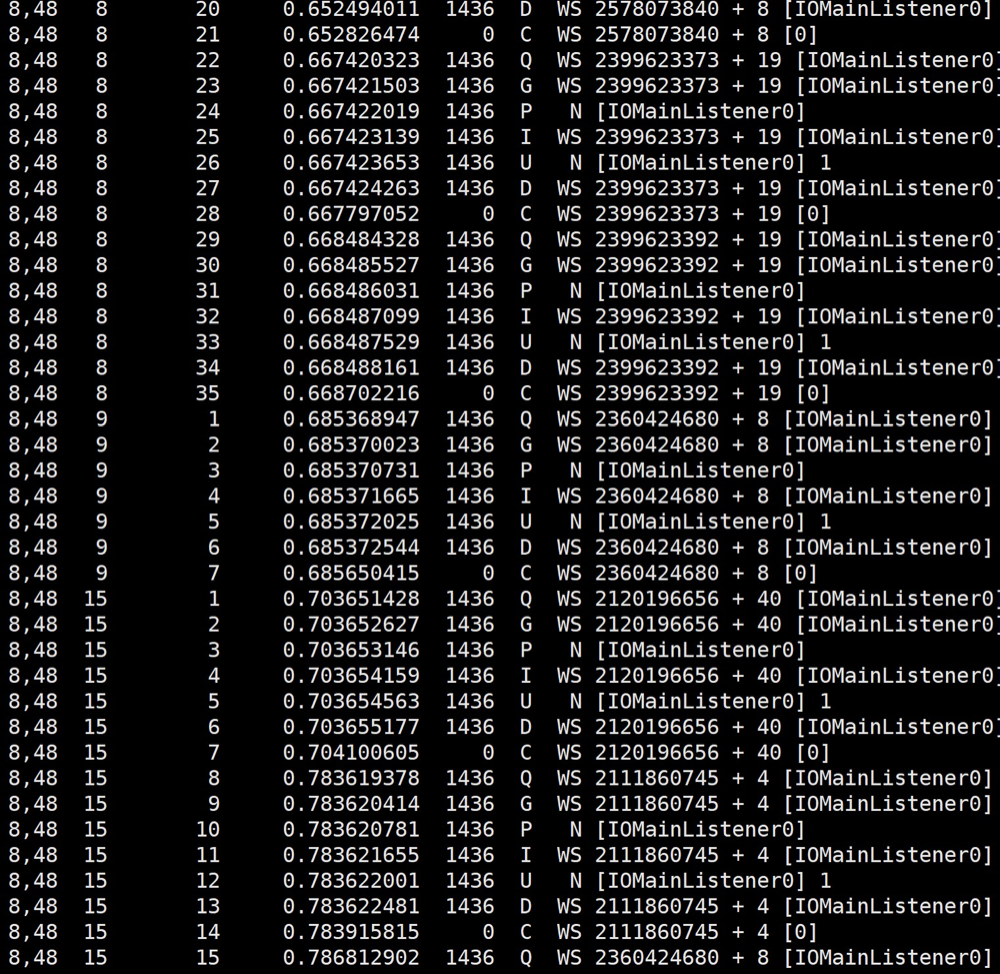 8,48 8 20 0.652494011 1436 D WS 2578073840 + 8 [IOMainListener0]
8,48 8 21 0.652826474 0 C WS 2578073840 + 8 [0]
8,48 8 22 0.667420323 1436 Q WS 2399623373 + 19 [IOMainListener0]
8,48 8 23 0.667421503 1436 G WS 2399623373 + 19 [IOMainListener0]
8,48 8 24 0.667422019 1436 P N [IOMainListener0]
8,48 8 25 0.667423139 1436 I WS 2399623373 + 19 [IOMainListener0]
8,48 8 26 0.667423653 1436 U N [IOMainListener0] 1
8,48 8 27 0.667424263 1436 D WS 2399623373 + 19 [IOMainListener0]
8,48 8 28 0.667797052 0 C WS 2399623373 + 19 [0]
8,48 8 29 0.668484328 1436 Q WS 2399623392 + 19 [IOMainListener0]
8,48 8 30 0.668485527 1436 G WS 2399623392 + 19 [IOMainListener0]
8,48 8 31 0.668486031 1436 P N [IOMainListener0]
8,48 8 32 0.668487099 1436 I WS 2399623392 + 19 [IOMainListener0]
8,48 8 33 0.668487529 1436 U N [IOMainListener0] 1
8,48 8 34 0.668488161 1436 D WS 2399623392 + 19 [IOMainListener0]
8,48 8 35 0.668702216 0 C WS 2399623392 + 19 [0]
8,48 9 1 0.685368947 1436 Q WS 2360424680 + 8 [IOMainListener0]
8,48 9 2 0.685370023 1436 G WS 2360424680 + 8 [IOMainListener0]
8,48 9 3 0.685370731 1436 P N [IOMainListener0]
8,48 9 4 0.685371665 1436 I WS 2360424680 + 8 [IOMainListener0]
8,48 9 5 0.685372025 1436 U N [IOMainListener0] 1
8,48 9 6 0.685372544 1436 D WS 2360424680 + 8 [IOMainListener0]
8,48 9 7 0.685650415 0 C WS 2360424680 + 8 [0]
8,48 15 1 0.703651428 1436 Q WS 2120196656 + 40 [IOMainListener0]
8,48 15 2 0.703652627 1436 G WS 2120196656 + 40 [IOMainListener0]
8,48 15 3 0.703653146 1436 P N [IOMainListener0]
8,48 15 4 0.703654159 1436 I WS 2120196656 + 40 [IOMainListener0]
8,48 15 5 0.703654563 1436 U N [IOMainListener0] 1
8,48 15 6 0.703655177 1436 D WS 2120196656 + 40 [IOMainListener0]
8,48 15 7 0.704100605 0 C WS 2120196656 + 40 [0]
8,48 15 8 0.783619378 1436 Q WS 2111860745 + 4 [IOMainListener0]
8,48 15 9 0.783620414 1436 G WS 2111860745 + 4 [IOMainListener0]
8,48 15 10 0.783620781 1436 P N [IOMainListener0]
8,48 15 11 0.783621655 1436 I WS 2111860745 + 4 [IOMainListener0]
8,48 15 12 0.783622001 1436 U N [IOMainListener0] 1
8,48 15 13 0.783622481 1436 D WS 2111860745 + 4 [IOMainListener0]
8,48 15 14 0.783915815 0 C WS 2111860745 + 4 [0]
8,48 15 15 0.786812902 1436 Q WS 2360424680 + 8 [IOMainListener0]